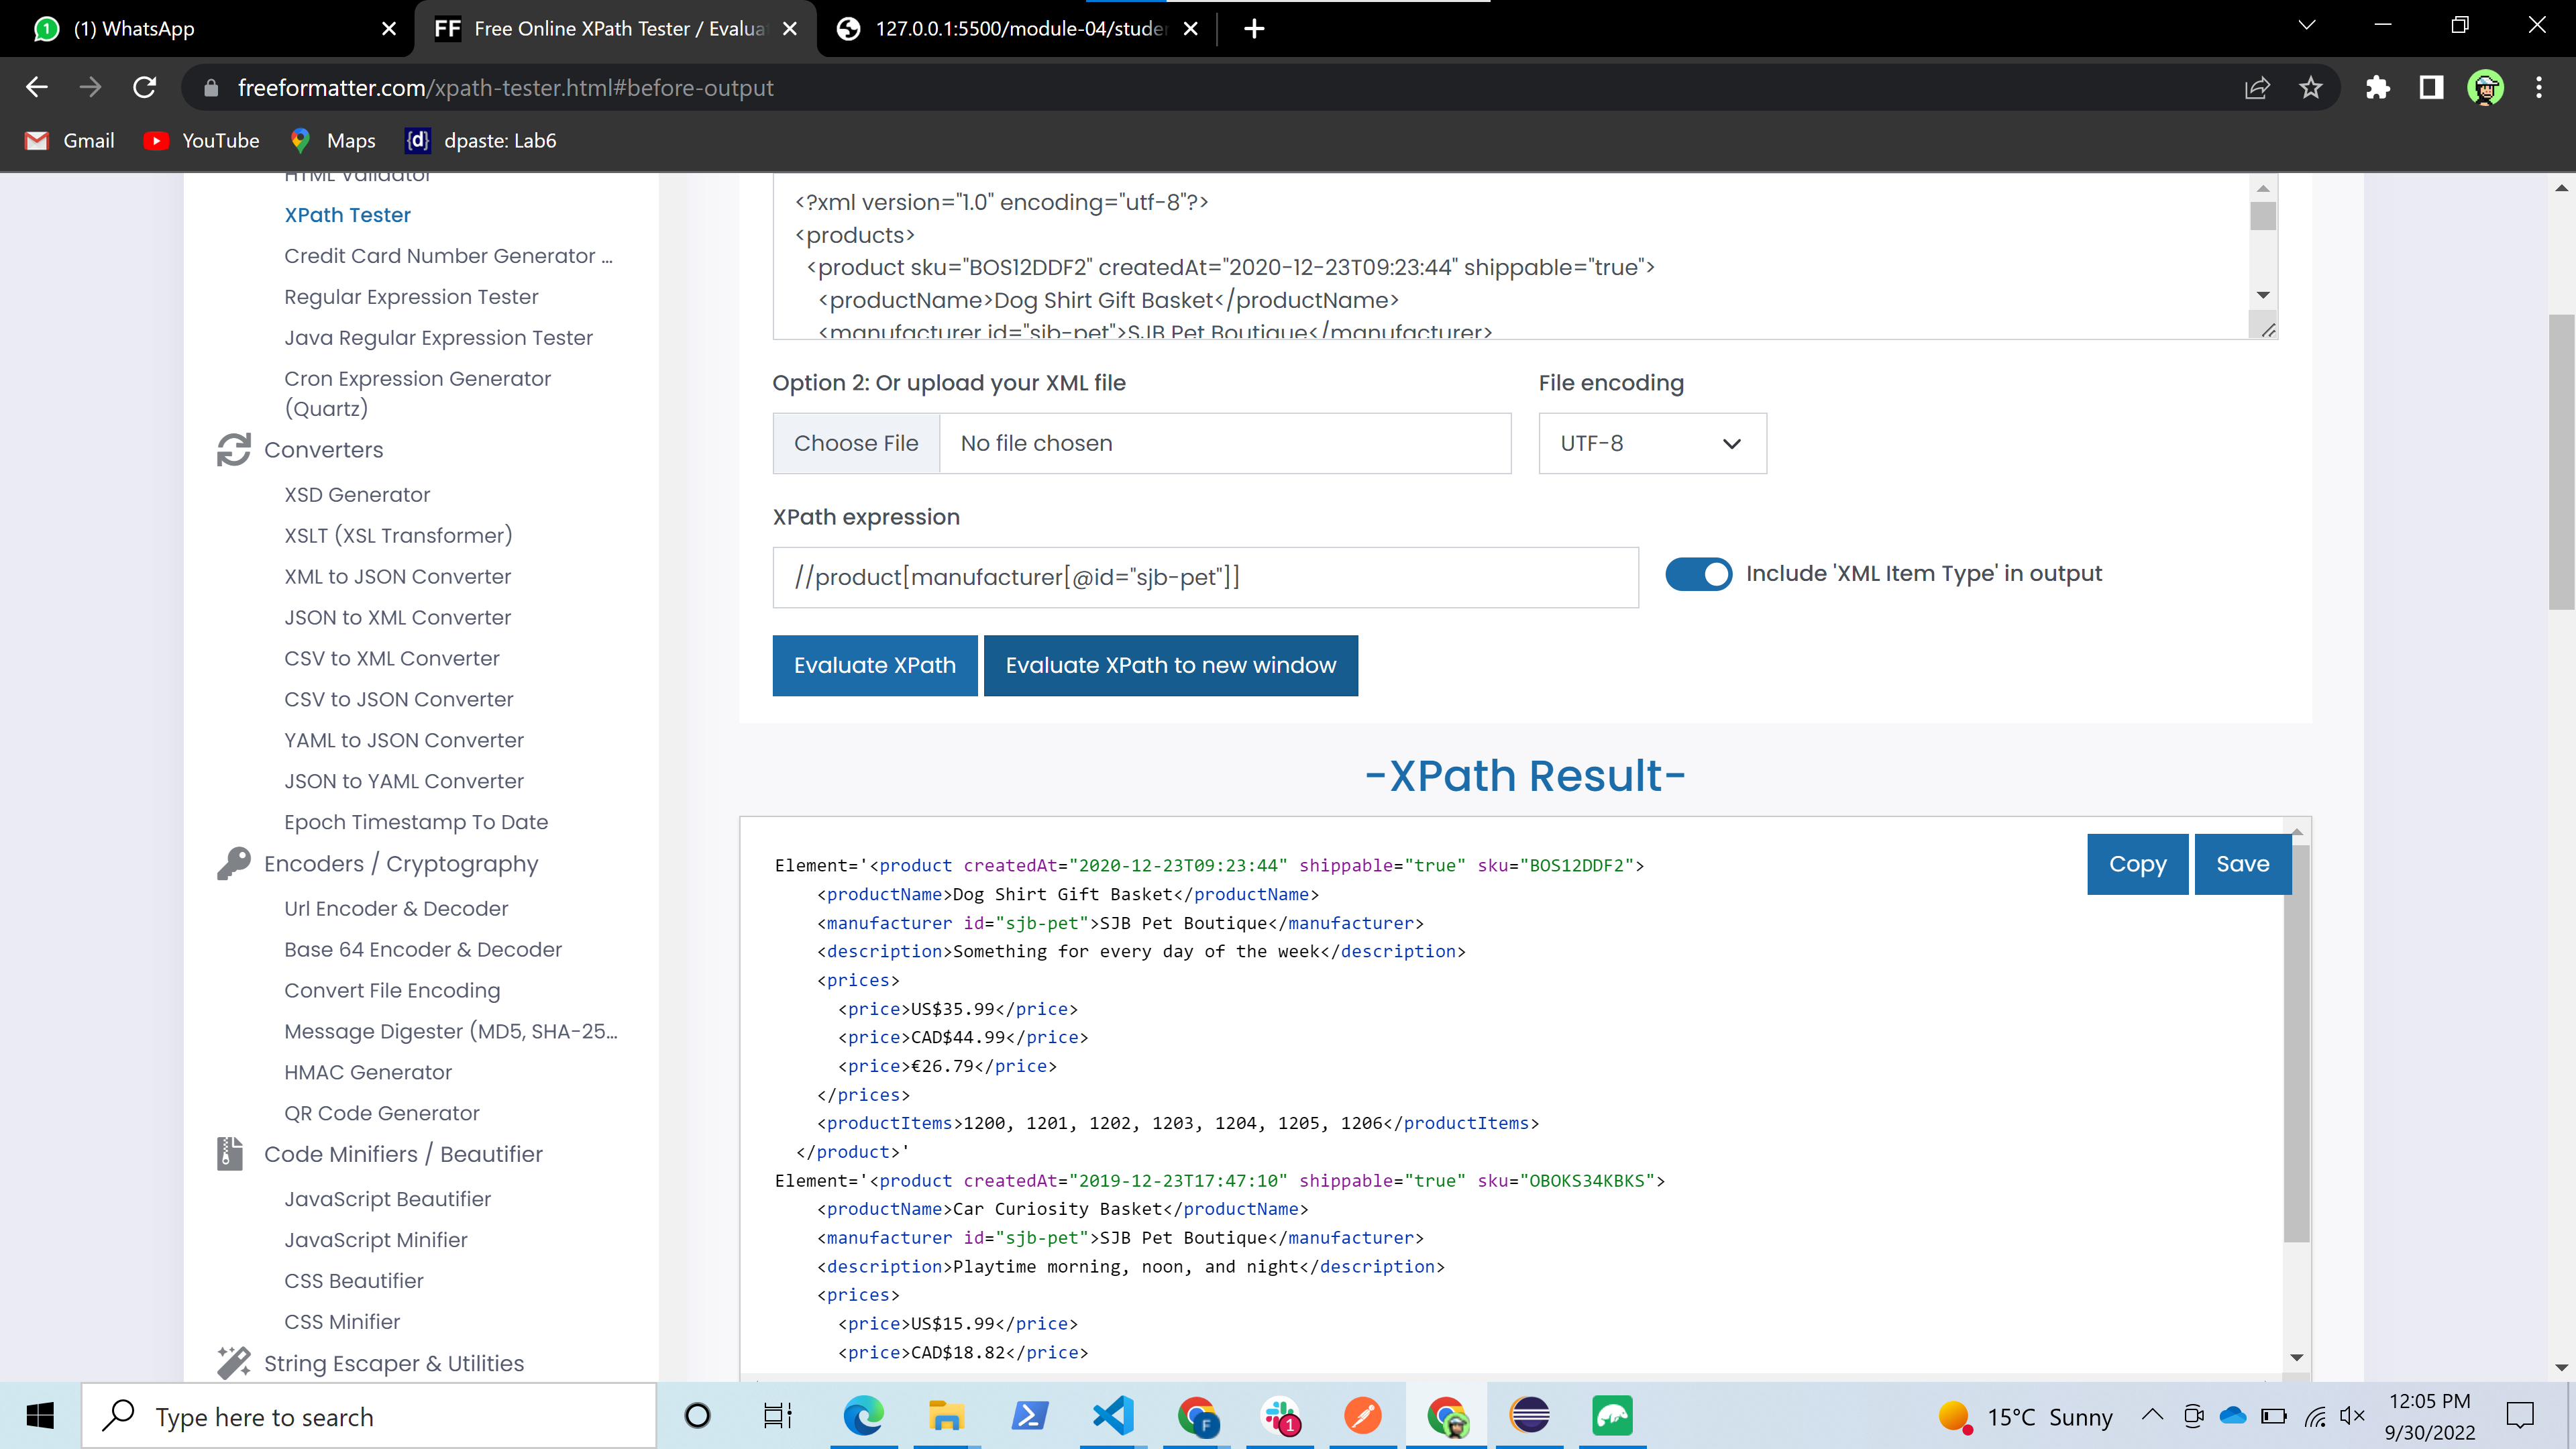 (1) WhatsApp
FF Free Online XPath Tester / Evalua
127.0.0.1:5500/module-04/studen
freeformatter.com/xpath-tester.html#before-output
Gmail
YouTube
Maps
{d} dpaste: Lab6
HTML Validator
XPath Tester
Credit Card Number Generator ...
Regular Expression Tester
Java Regular Expression Tester
Cron Expression Generator
(Quartz)
Converters
XSD Generator
XSLT (XSL Transformer)
XML to JSON Converter
JSON to XML Converter
CSV to XML Converter
CSV to JSON Converter
YAML to JSON Converter
JSON to YAML Converter
Epoch Timestamp To Date
Encoders / Cryptography
Url Encoder & Decoder
Base 64 Encoder & Decoder
Convert File Encoding
Message Digester (MD5, SHA-25...
HMAC Generator
QR Code Generator
Code Minifiers / Beautifier
JavaScript Beautifier
JavaScript Minifier
CSS Beautifier
CSS Minifier
String Escaper & Utilities
<?xml version="1.0" encoding="utf-8"?>
<products>
<product sku="BOS12DDF2" createdAt="2020-12-23T09:23:44" shippable="true">
<productName>Dog Shirt Gift Basket</productName>
<manufacturer id="sjb-pet">SJB Pet Boutique</manufacturer>
Option 2: Or upload your XML file
File encoding
Choose File No file chosen
UTF-8
XPath expression
//product[manufacturer[@id="sjb-pet"]]
Include 'XML Item Type' in output
Evaluate XPath
Evaluate XPath to new window
-XPath Result-
Copy
Save
Element='<product createdAt="2020-12-23T09:23:44" shippable="true" sku="BOS12DDF2">
<productName>Dog Shirt Gift Basket</productName>
<manufacturer id="sjb-pet">SJB Pet Boutique</manufacturer>
<description>Something for every day of the week</description>
<prices>
<price>US$35.99</price>
<price>CAD$44.99</price>
<price>€26.79</price>
</prices>
<productItems>1200, 1201, 1202, 1203, 1204, 1205, 1206</productItems>
</product>'
Element='<product createdAt="2019-12-23T17:47:10" shippable="true" sku="OBOKS34KBKS">
<productName>Car Curiosity Basket</productName>
<manufacturer id="sjb-pet">SJB Pet Boutique</manufacturer>
<description>Playtime morning, noon, and night</description>
<prices>
<price>US$15.99</price>
<price>CAD$18.82</price>
Type here to search
F
1
15°C Sunny
12:05 PM
9/30/2022